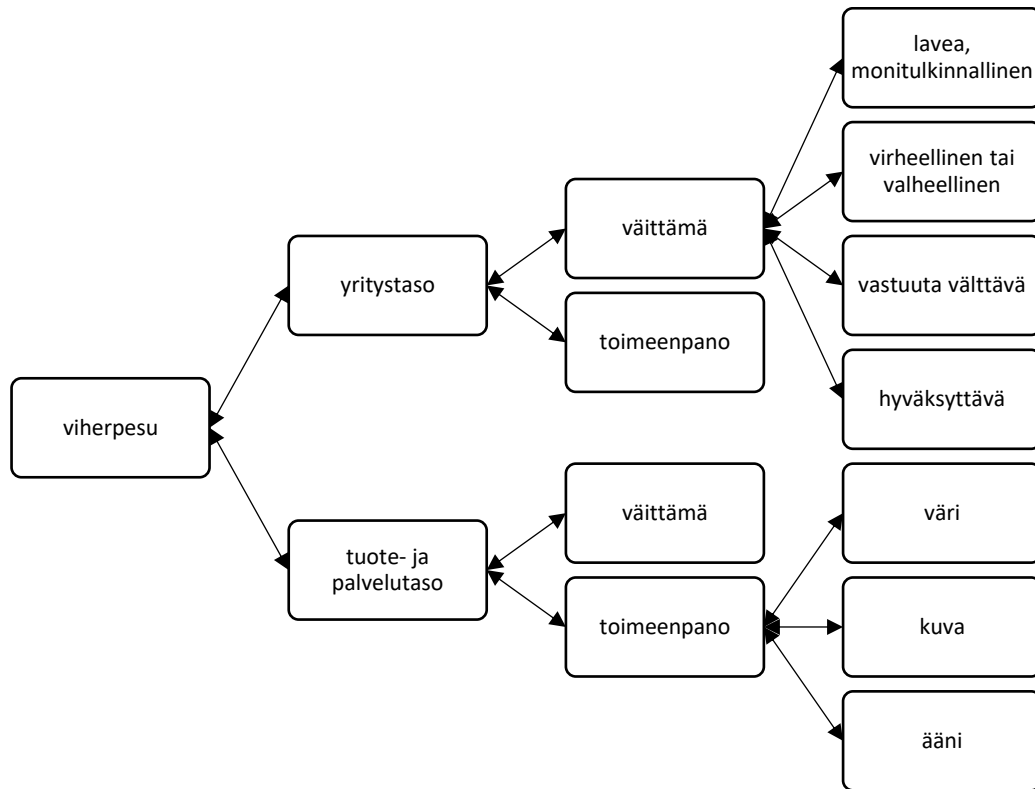 lavea,
monitulkinnallinen
virheellinen tai
valheellinen
väittämä
yritystaso
vastuuta välttävä
toimeenpano
hyväksyttävä
viherpesu
väri
väittämä
tuote- ja
palvelutaso
toimeenpano
kuva
ääni